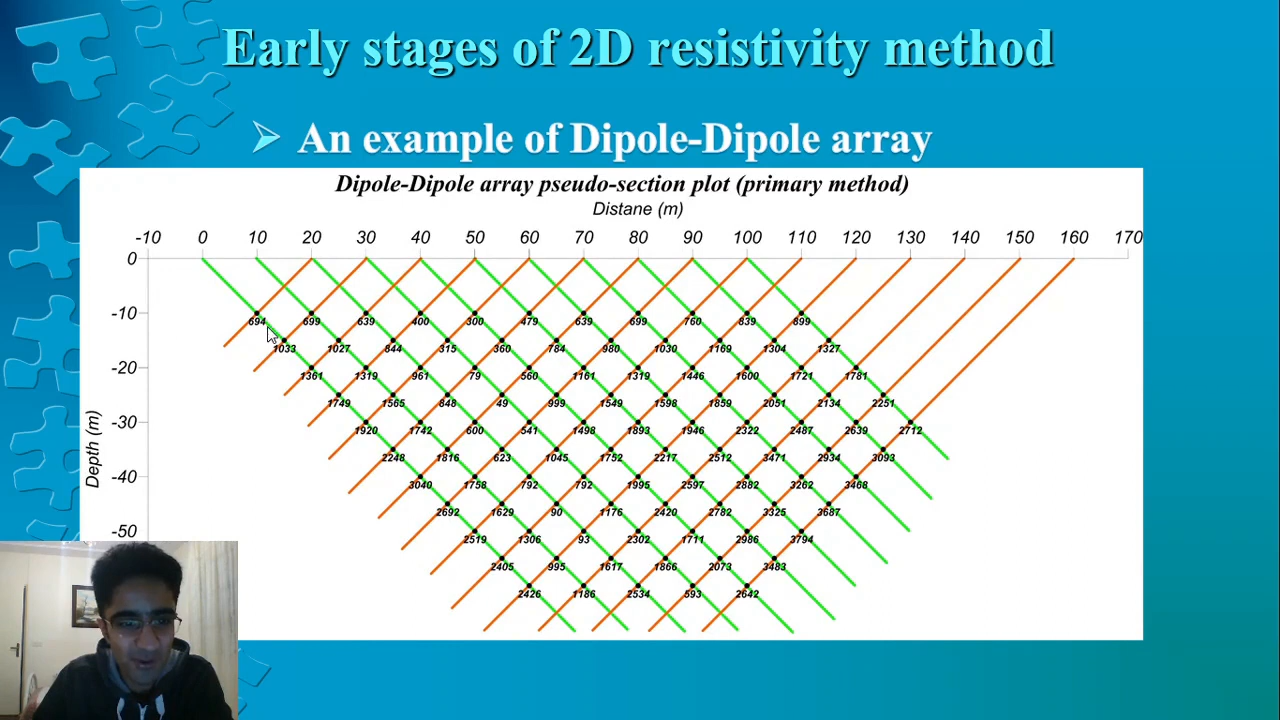 Early stages of 2D resistivity method
An example of Dipole-Dipole array
Dipole-Dipole array pseudo-section plot (primary method)
Distane (m)
-10 0 10 20 30 40 50 60 70 80 90 100 110 120 130 140 150 160 170
0
-10
694 699 639 400 300 479 639 699 760 839 899
1033 1027 844 315 360 784 980 1030 1169 1304 1327
-20
1361 1319 961 79 560 1161 1319 1446 1600 1721 1781
1749 1565 848 49 999 1549 1598 1859 2051 2134 2251
-30
1920 1742 600 541 1498 1893 1946 2322 2487 2639 2712
2248 1816 623 1045 1752 2217 2512 3471 2934 3093
-40
3040 1758 792 792 1995 2597 2882 3262 3468
2692 1629 90 1176 2420 2782 3325 3687
-50
2519 1306 93 2302 1711 2986 3794
2405 995 1617 1866 2073 3483
2426 1186 2534 593 2642
Depth (m)